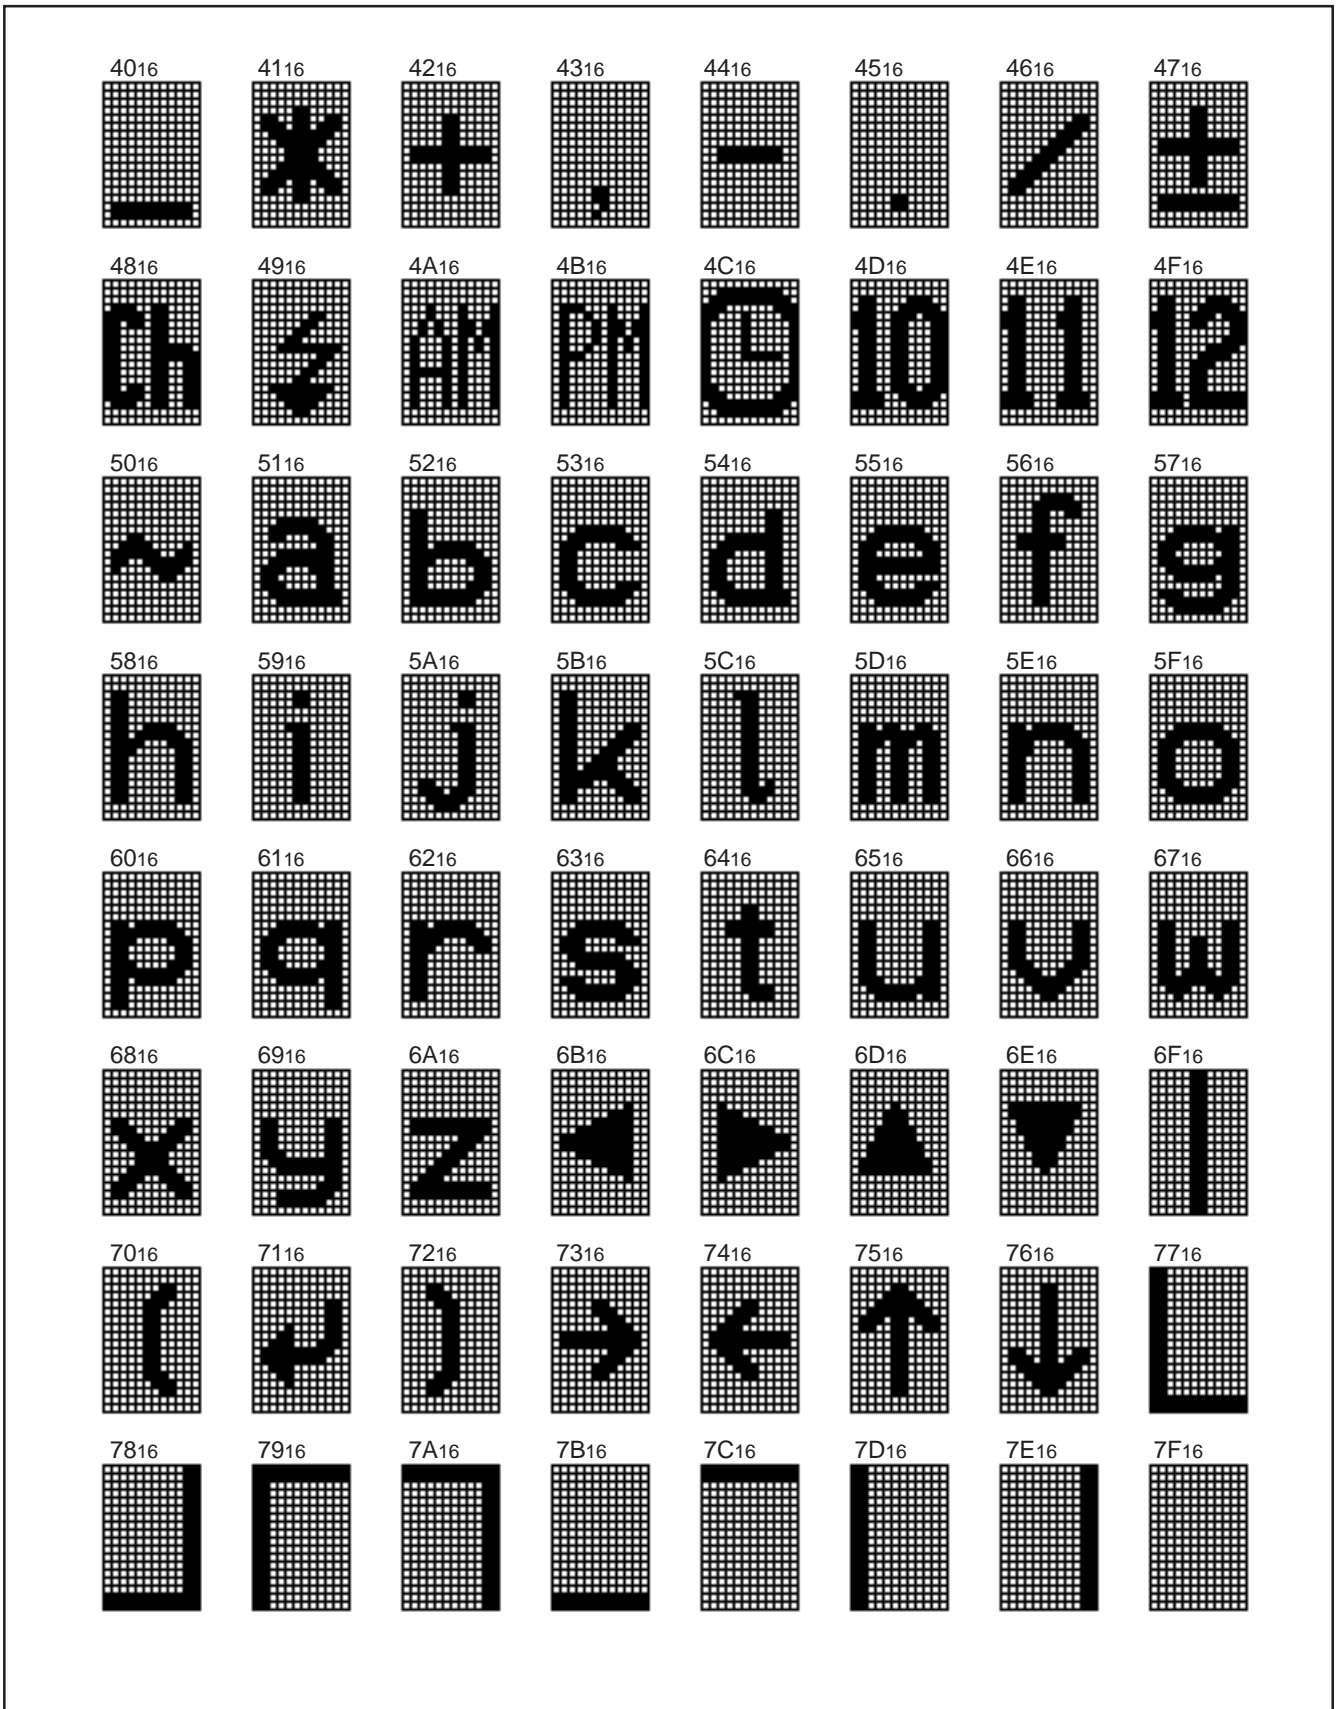 4016 4116 4216 4316 4416 4516 4616 4716
_ * + , - . / ±
4816 4916 4A16 4B16 4C16 4D16 4E16 4F16
Ch AM PM 10 11 12
5016 5116 5216 5316 5416 5516 5616 5716
~ a b c d e f g
5816 5916 5A16 5B16 5C16 5D16 5E16 5F16
h i j k l m n o
6016 6116 6216 6316 6416 6516 6616 6716
p q r s t u v w
6816 6916 6A16 6B16 6C16 6D16 6E16 6F16
x y z ◀ ▶ ▲ ▼ |
7016 7116 7216 7316 7416 7516 7616 7716
( ↲ ) → ← ↑ ↓
7816 7916 7A16 7B16 7C16 7D16 7E16 7F16